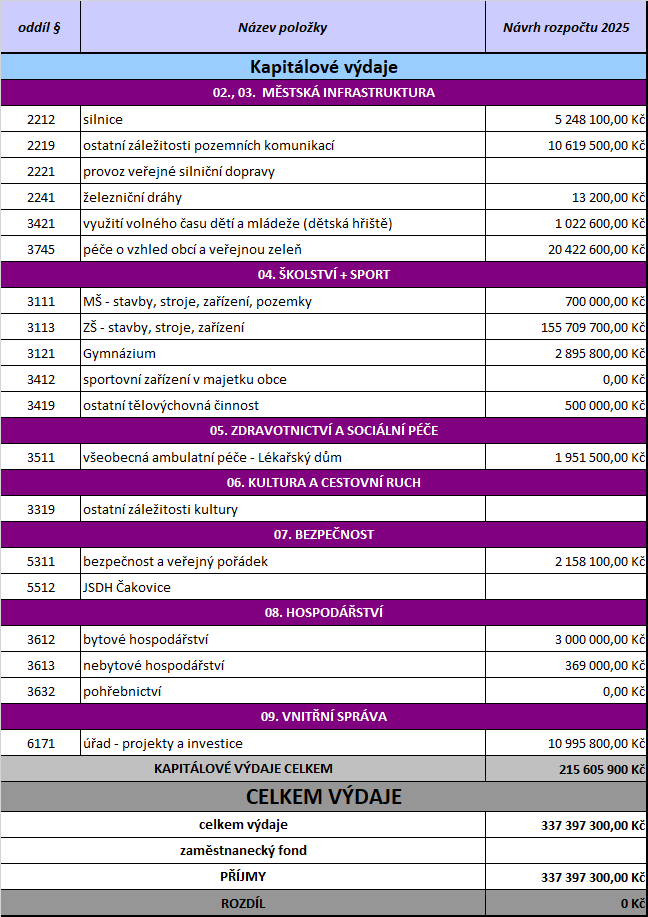 oddíl § Název položky Návrh rozpočtu 2025
Kapitálové výdaje
02., 03. MĚSTSKÁ INFRASTRUKTURA
2212 silnice 5 248 100,00 Kč
2219 ostatní záležitosti pozemních komunikací 10 619 500,00 Kč
2221 provoz veřejné silniční dopravy
2241 železniční dráhy 13 200,00 Kč
3421 využití volného času dětí a mládeže (dětská hřiště) 1 022 600,00 Kč
3745 péče o vzhled obcí a veřejnou zeleň 20 422 600,00 Kč
04. ŠKOLSTVÍ + SPORT
3111 MŠ - stavby, stroje, zařízení, pozemky 700 000,00 Kč
3113 ZŠ - stavby, stroje, zařízení 155 709 700,00 Kč
3121 Gymnázium 2 895 800,00 Kč
3412 sportovní zařízení v majetku obce 0,00 Kč
3419 ostatní tělovýchovná činnost 500 000,00 Kč
05. ZDRAVOTNICTVÍ A SOCIÁLNÍ PÉČE
3511 všeobecná ambulatní péče - Lékařský dům 1 951 500,00 Kč
06. KULTURA A CESTOVNÍ RUCH
3319 ostatní záležitosti kultury
07. BEZPEČNOST
5311 bezpečnost a veřejný pořádek 2 158 100,00 Kč
5512 JSDH Čakovice
08. HOSPODÁŘSTVÍ
3612 bytové hospodářství 3 000 000,00 Kč
3613 nebytové hospodářství 369 000,00 Kč
3632 pohřebnictví 0,00 Kč
09. VNITŘNÍ SPRÁVA
6171 úřad - projekty a investice 10 995 800,00 Kč
KAPITÁLOVÉ VÝDAJE CELKEM 215 605 900 Kč
CELKEM VÝDAJE
celkem výdaje 337 397 300,00 Kč
zaměstnanecký fond
PŘÍJMY 337 397 300,00 Kč
ROZDÍL 0 Kč